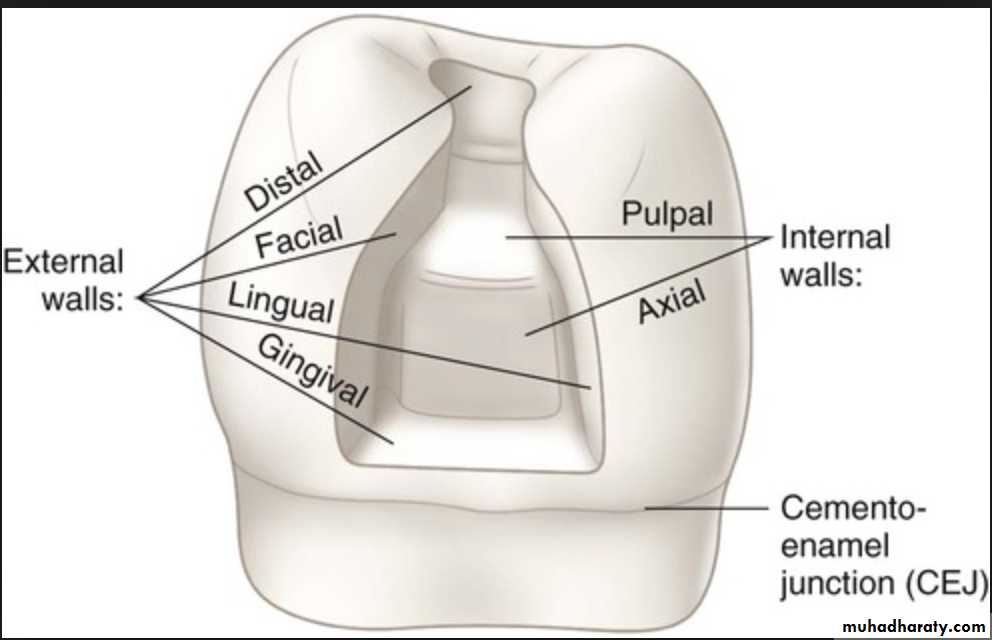 Distal
Facial
Lingual
Gingival
External
walls:
Pulpal
Axial
Internal
walls:
Cemento-
enamel
junction (CEJ)
muhadharaty.com